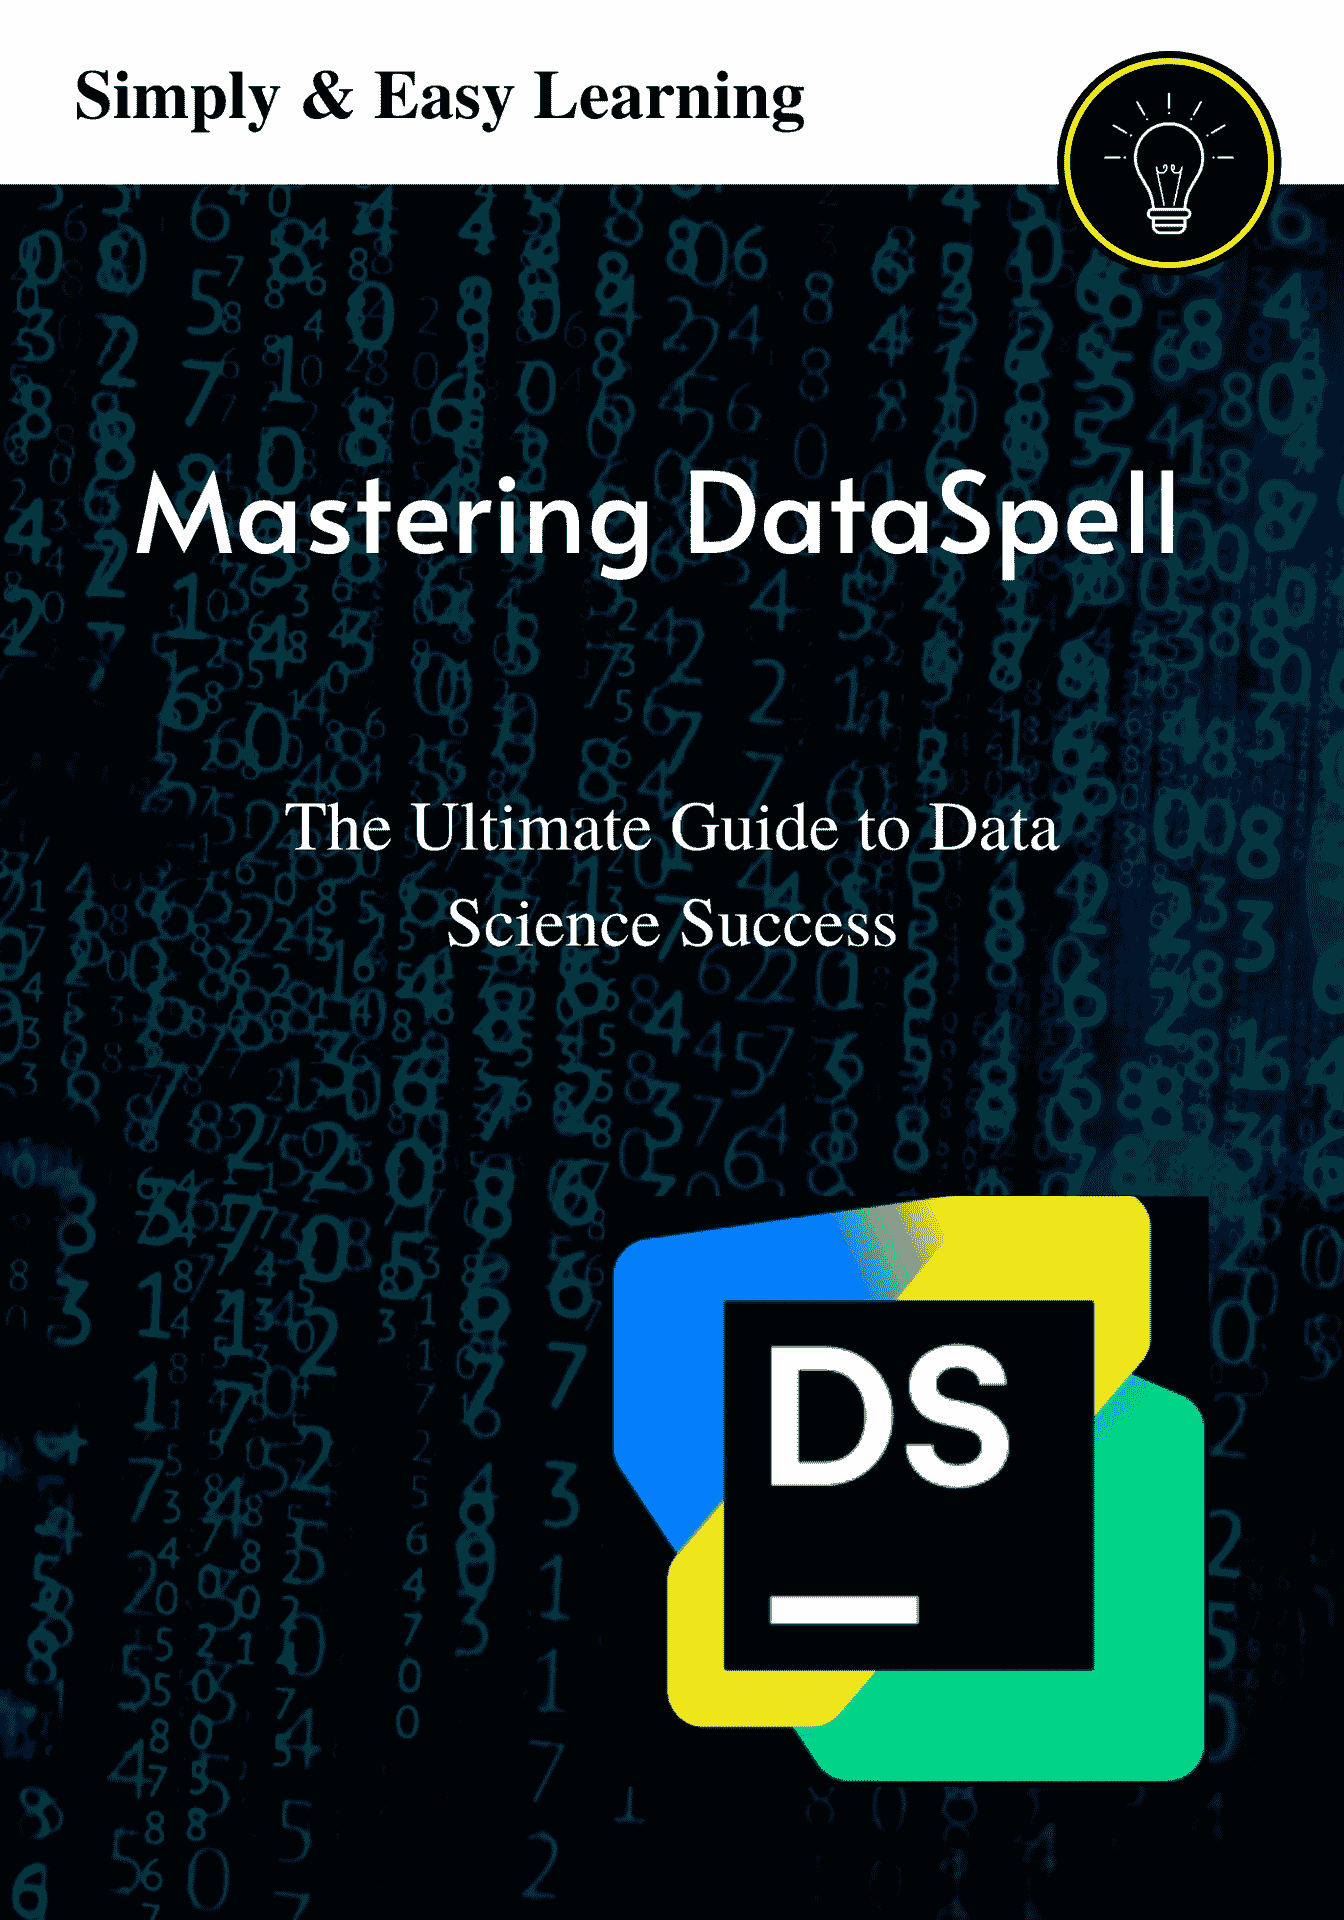 Simply & Easy Learning
Mastering DataSpell
The Ultimate Guide to Data
Science Success
DS